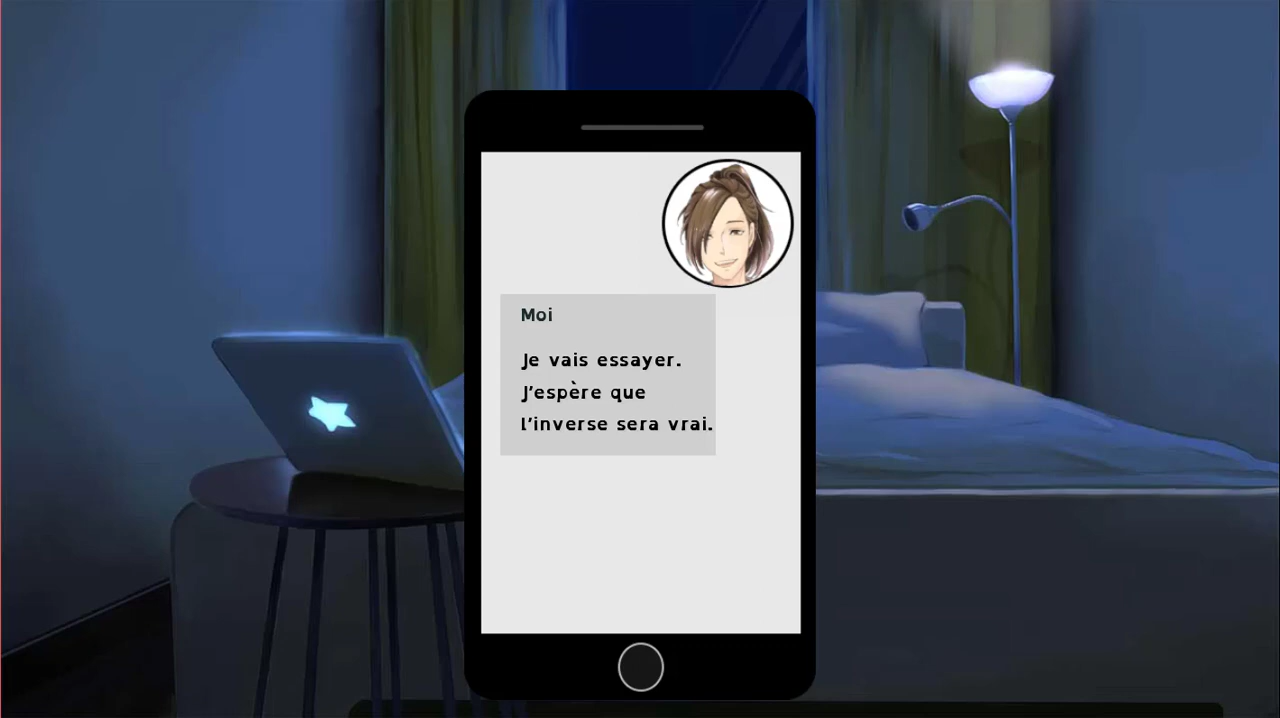 Moi
Je vais essayer.
J'espère que
l'inverse sera vrai.